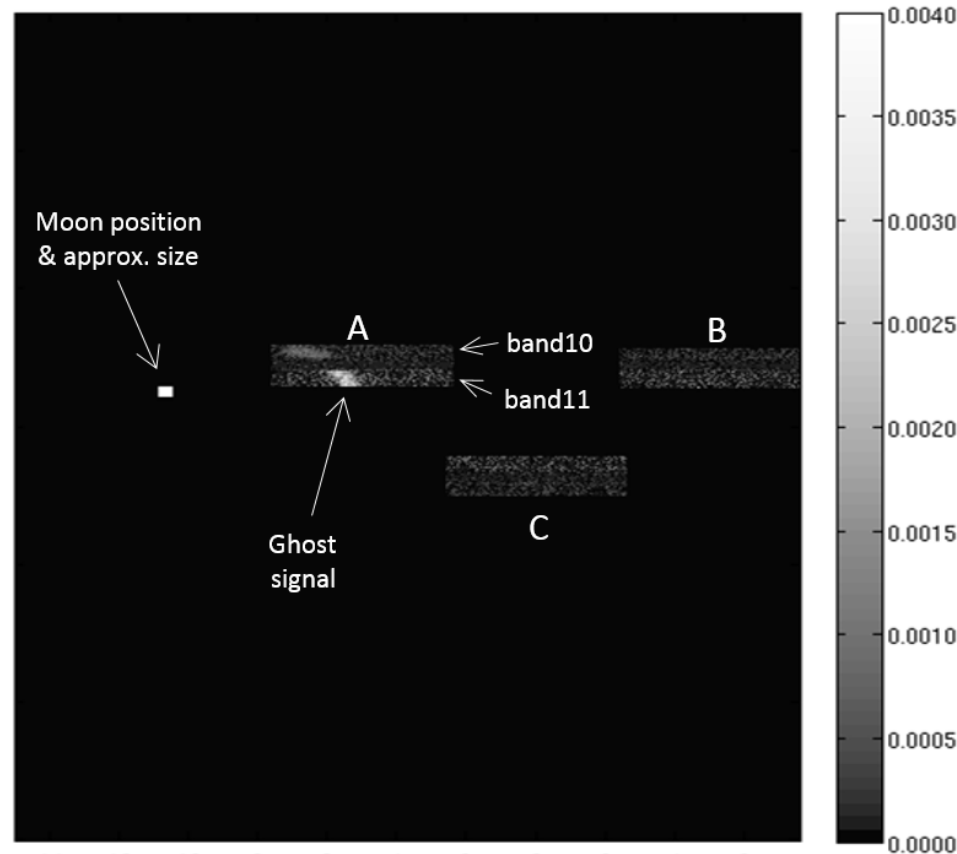 Moon position
& approx. size
A
B
band10
band11
C
Ghost
signal
0.0040
0.0035
0.0030
0.0025
0.0020
0.0015
0.0010
0.0005
0.0000